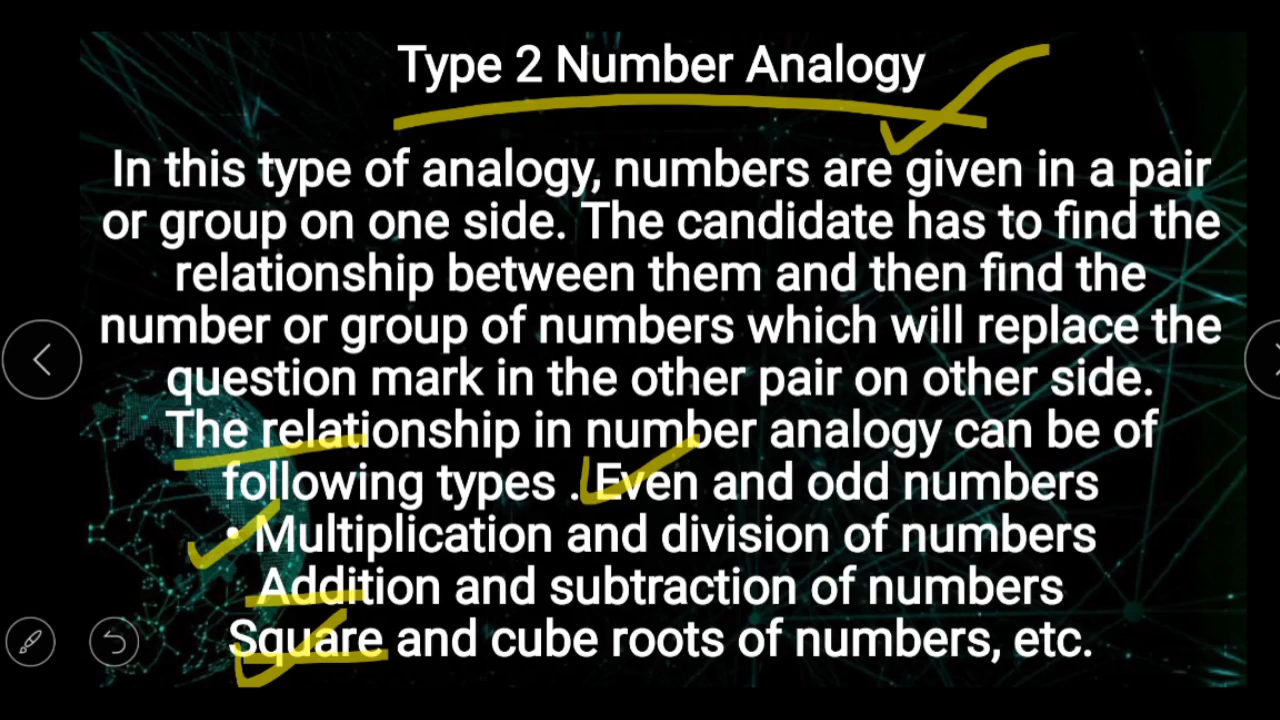 Type 2 Number Analogy
In this type of analogy, numbers are given in a pair
or group on one side. The candidate has to find the
relationship between them and then find the
number or group of numbers which will replace the
question mark in the other pair on other side.
The relationship in number analogy can be of
following types . Even and odd numbers
• Multiplication and division of numbers
Addition and subtraction of numbers
Square and cube roots of numbers, etc.